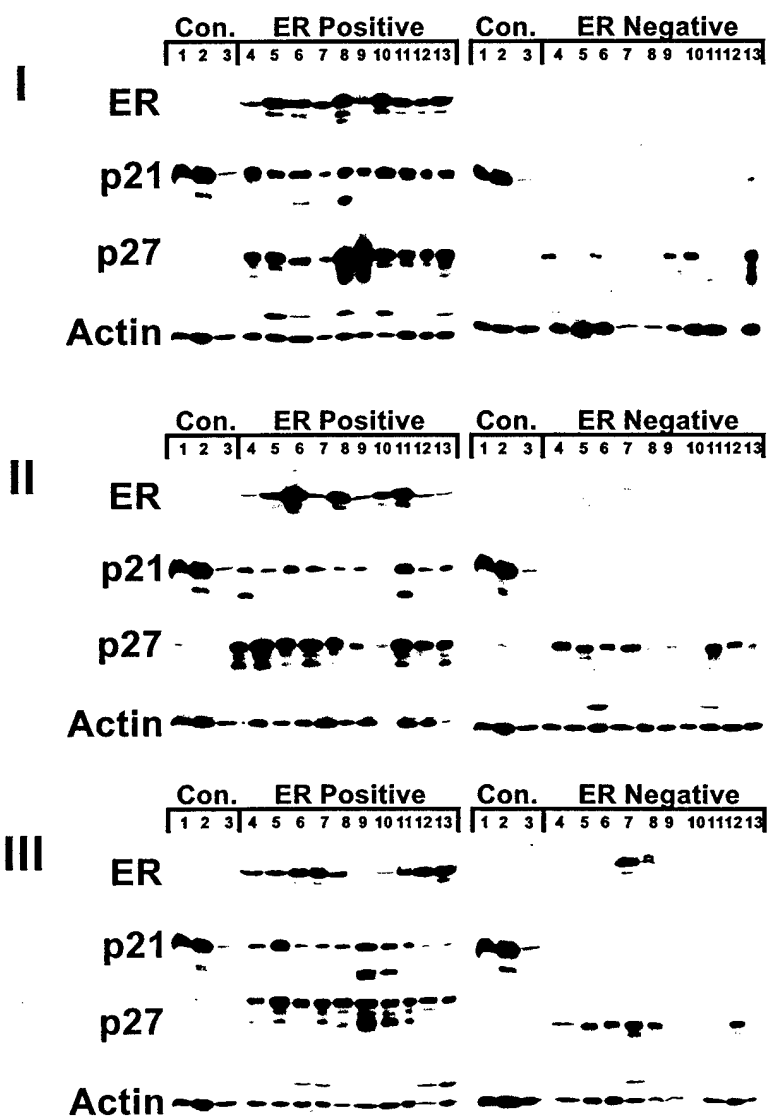 Con. ER Positive Con. ER Negative
1 2 3 4 5 6 7 8 9 10 11 12 13 1 2 3 4 5 6 7 8 9 10 11 12 13
I
ER
p21
p27
Actin
Con. ER Positive Con. ER Negative
1 2 3 4 5 6 7 8 9 10 11 12 13 1 2 3 4 5 6 7 8 9 10 11 12 13
II
ER
p21
p27
Actin
Con. ER Positive Con. ER Negative
1 2 3 4 5 6 7 8 9 10 11 12 13 1 2 3 4 5 6 7 8 9 10 11 12 13
III
ER
p21
p27
Actin